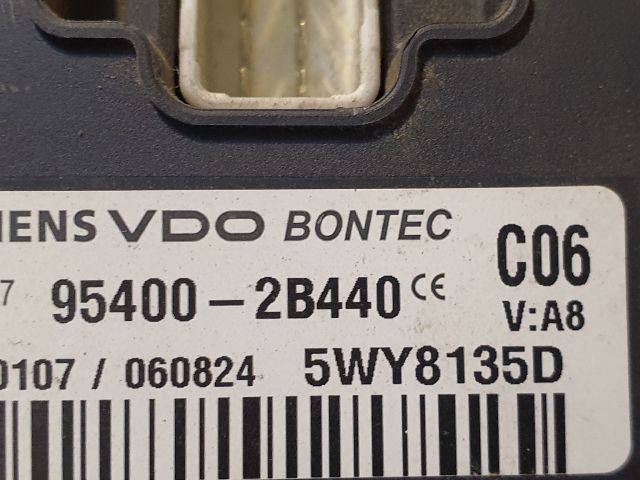 IENS VDO BONTEC
C06
7 95400-2B440 CE
V:A8
0107 / 060824 5WY8135D